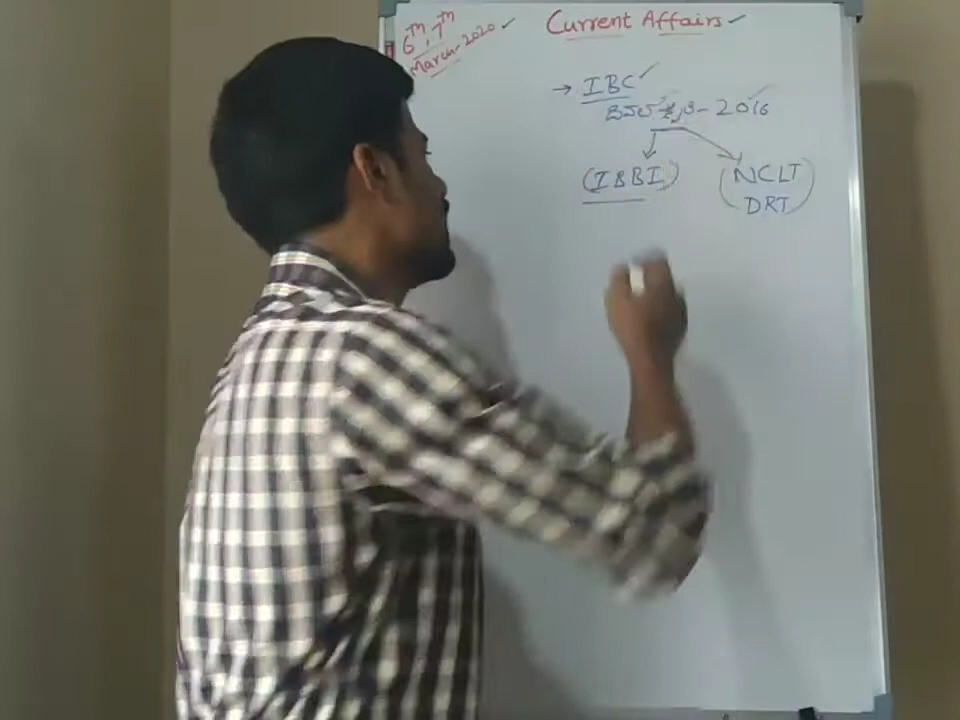 6TH, 7TH
March-2020
Current Affairs
→ IBC
2016
(IBBI)
(NCLT
DRT)